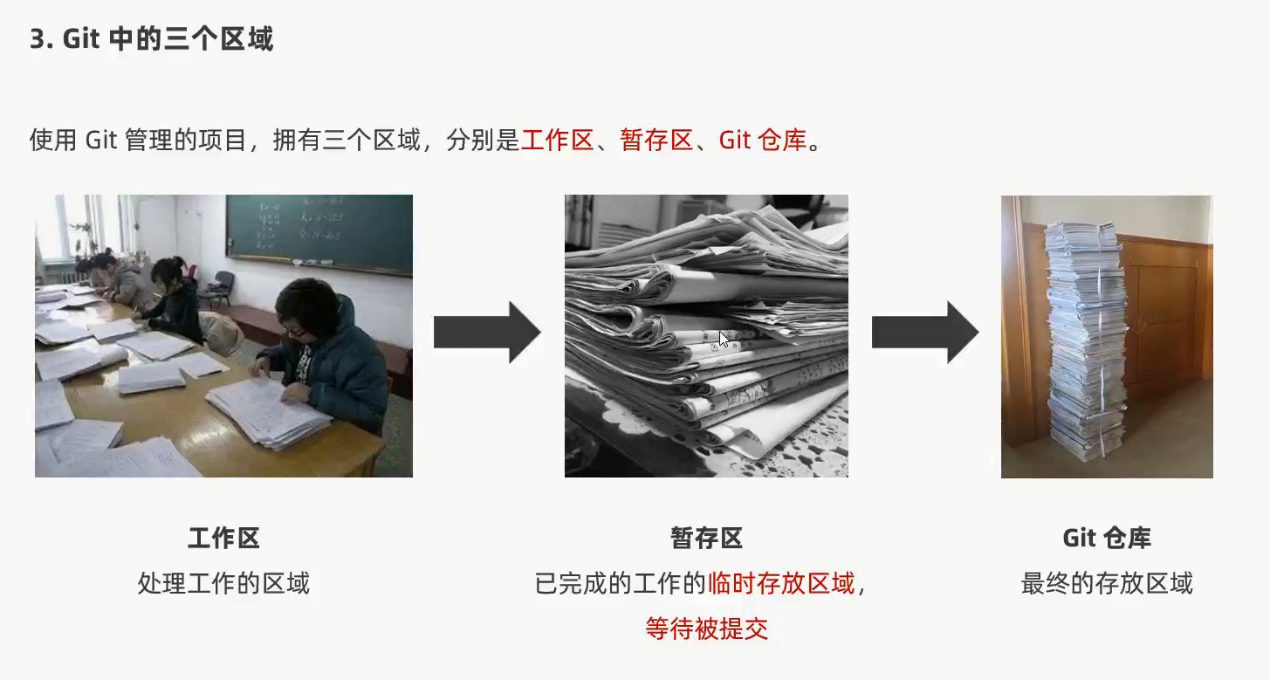 3. Git 中的三个区域
使用 Git 管理的项目，拥有三个区域，分别是工作区、暂存区、Git 仓库。
工作区
处理工作的区域
暂存区
已完成的工作的临时存放区域，
等待被提交
Git 仓库
最终的存放区域